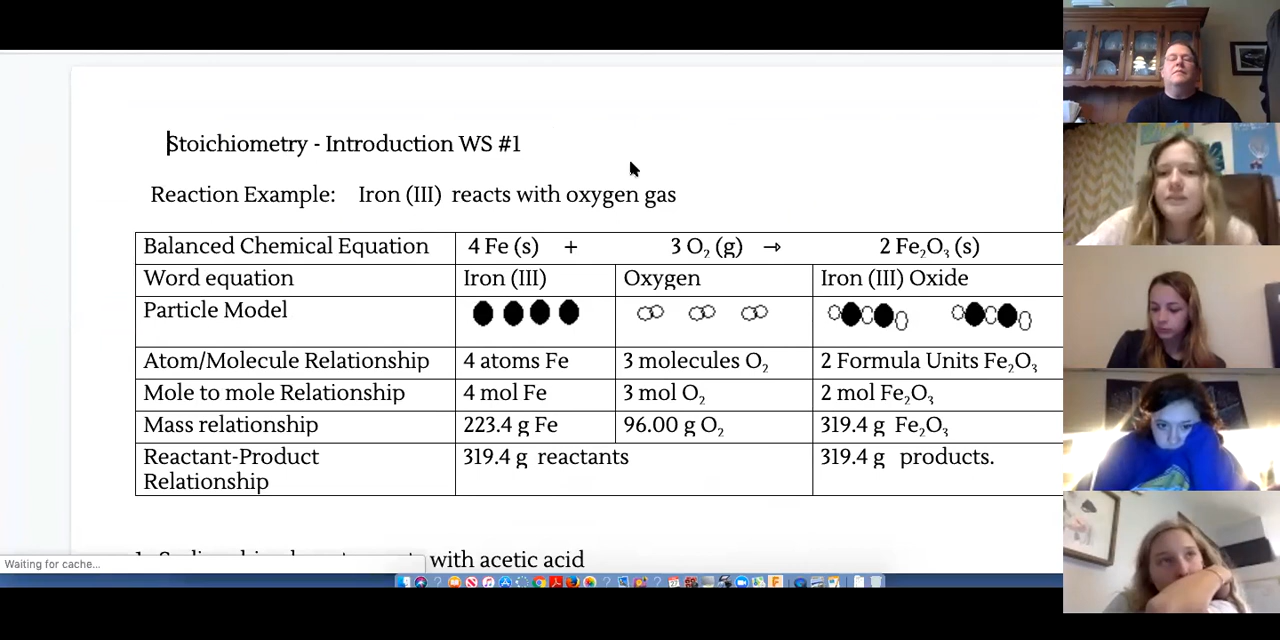 Stoichiometry - Introduction WS #1
Reaction Example: Iron (III) reacts with oxygen gas
Balanced Chemical Equation 4 Fe (s) + 3 O₂ (g) → 2 Fe₂O₃ (s)
Word equation Iron (III) Oxygen Iron (III) Oxide
Particle Model
Atom/Molecule Relationship 4 atoms Fe 3 molecules O₂ 2 Formula Units Fe₂O₃
Mole to mole Relationship 4 mol Fe 3 mol O₂ 2 mol Fe₂O₃
Mass relationship 223.4 g Fe 96.00 g O₂ 319.4 g Fe₂O₃
Reactant-Product 319.4 g reactants 319.4 g products.
Relationship
with acetic acid
Waiting for cache...